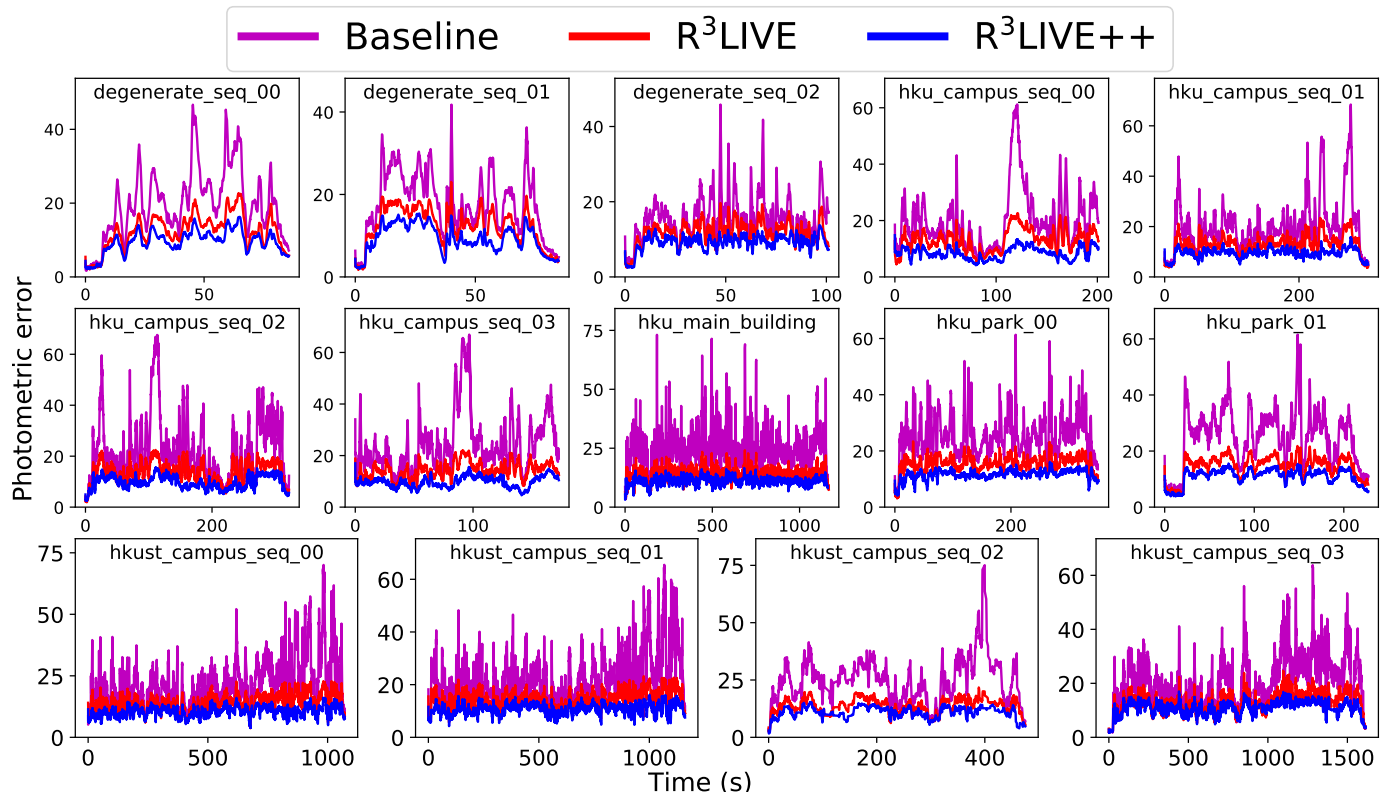 Baseline R³LIVE R³LIVE++
degenerate_seq_00 degenerate_seq_01 degenerate_seq_02 hku_campus_seq_00 hku_campus_seq_01
40 20 0
0 50
40 20 0
0 50
40 20 0
0 50 100
60 40 20 0
0 100 200
60 40 20 0
0 200
hku_campus_seq_02 hku_campus_seq_03 hku_main_building hku_park_00 hku_park_01
60 40 20 0
0 200
60 40 20 0
0 100
75 50 25 0
0 500 1000
60 40 20 0
0 200
60 40 20 0
0 100 200
Photometric error
hkust_campus_seq_00 hkust_campus_seq_01 hkust_campus_seq_02 hkust_campus_seq_03
75 50 25 0
0 500 1000
60 40 20 0
0 500 1000
75 50 25 0
0 200 400
60 40 20 0
0 500 1000 1500
Time (s)